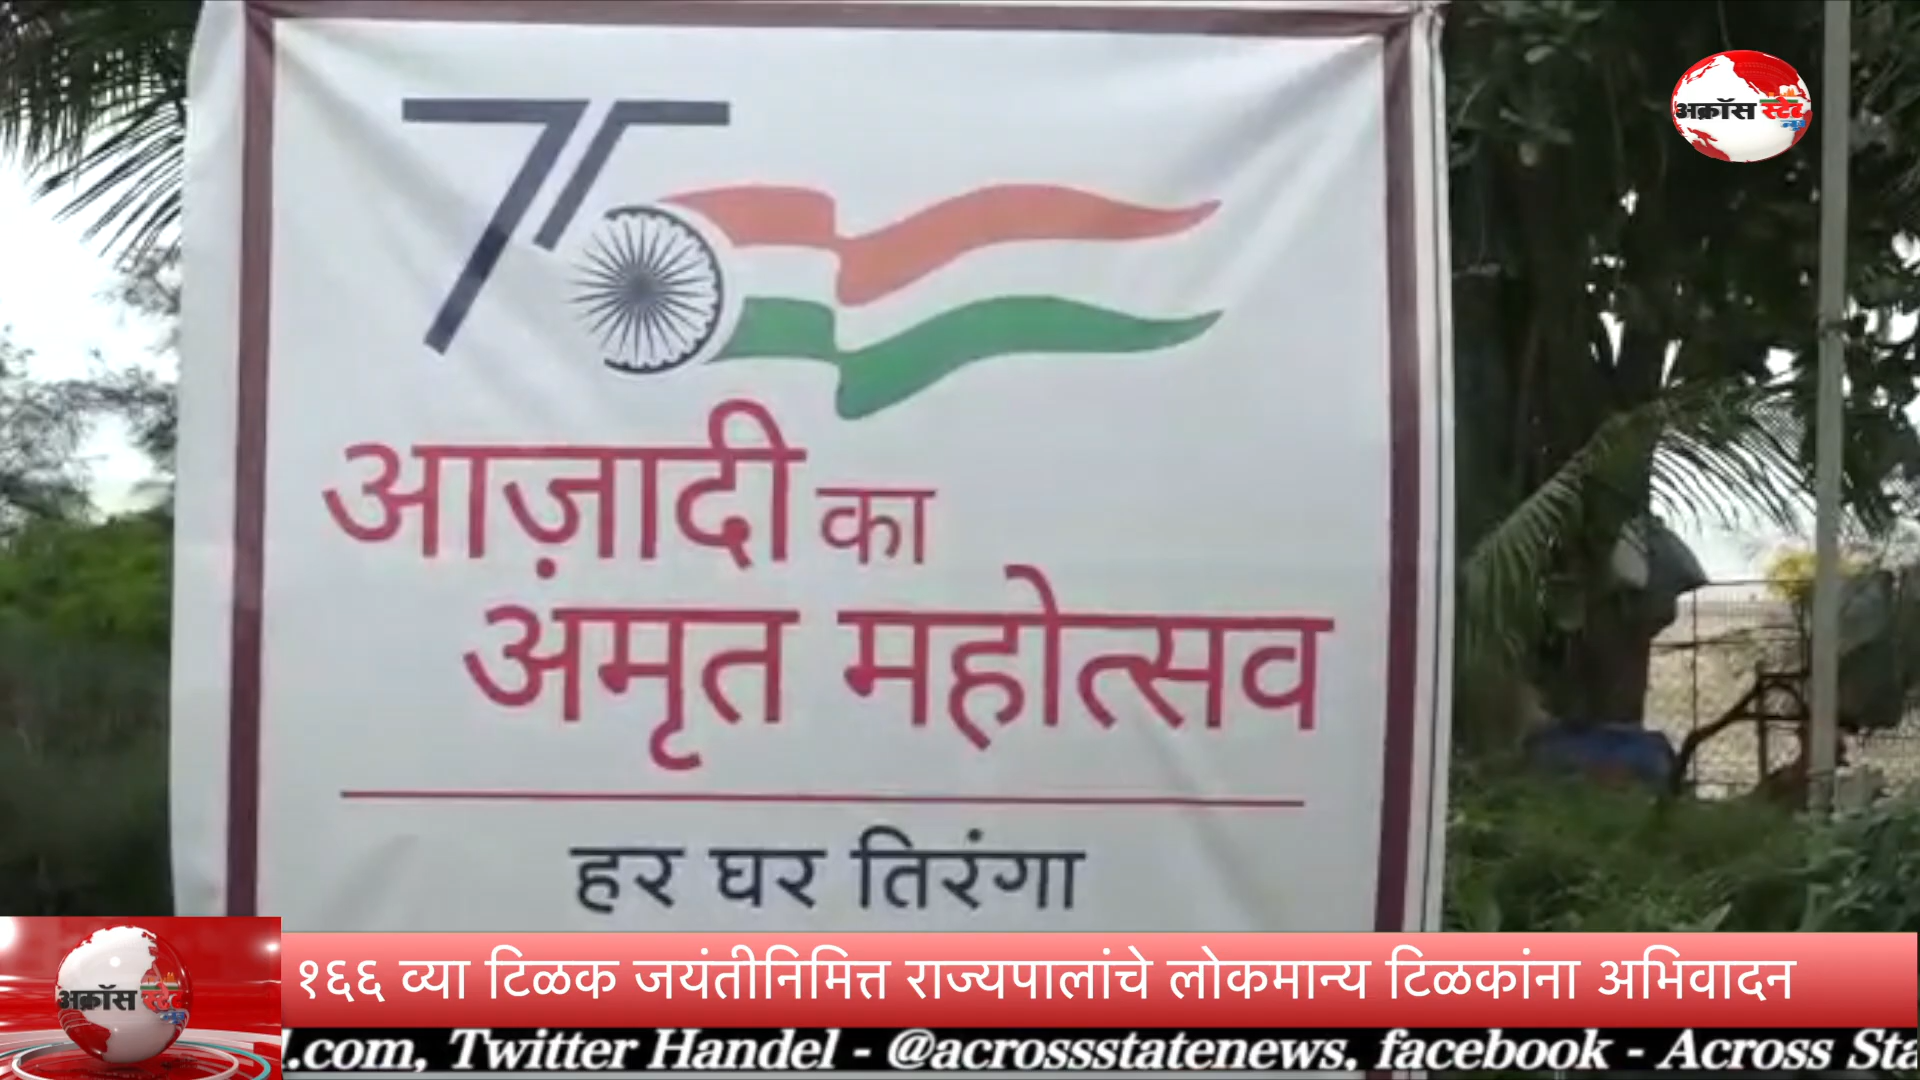 अक्रॉस स्टेट न्यूज
75
आज़ादी का
अमृत महोत्सव
हर घर तिरंगा
अक्रॉस स्टेट न्यूज
१६६ व्या टिळक जयंतीनिमित्त राज्यपालांचे लोकमान्य टिळकांना अभिवादन
.com, Twitter Handel - @acrossstatenews, facebook - Across Sta